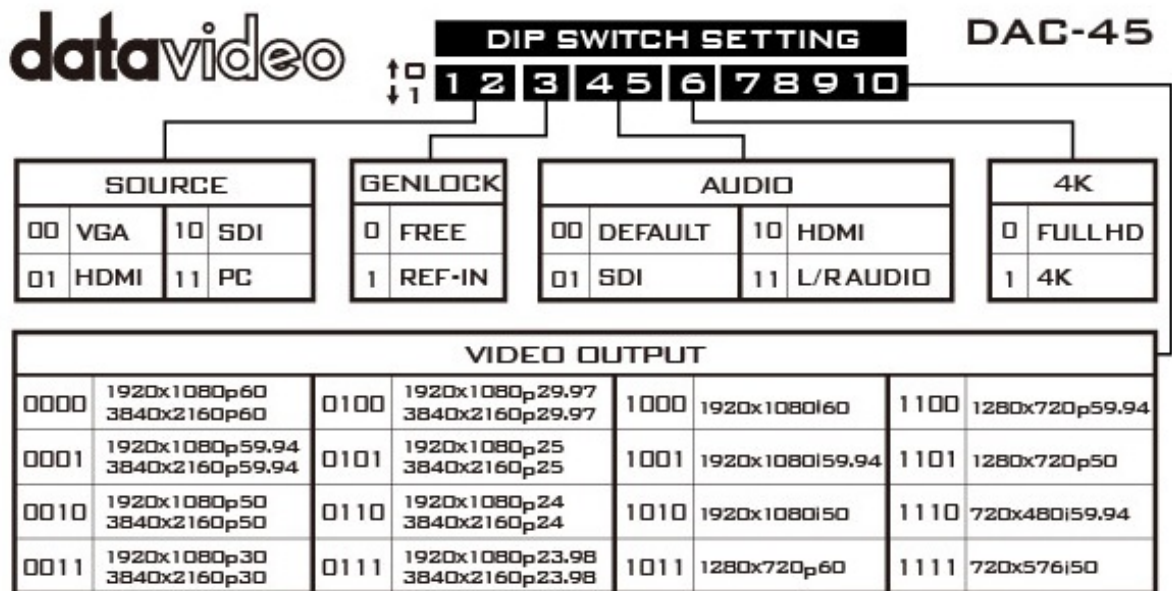 datavideo
DIP SWITCH SETTING
DAC-45
↑ 0
↓ 1
1 2 3 4 5 6 7 8 9 10
SOURCE
00 VGA 10 SDI
01 HDMI 11 PC
GENLOCK
0 FREE
1 REF-IN
AUDIO
00 DEFAULT 10 HDMI
01 SDI 11 L/R AUDIO
4K
0 FULL HD
1 4K
VIDEO OUTPUT
0000 1920x1080p60
3840x2160p60
0100 1920x1080p29.97
3840x2160p29.97
1000 1920x1080i60
1100 1280x720p59.94
0001 1920x1080p59.94
3840x2160p59.94
0101 1920x1080p25
3840x2160p25
1001 1920x1080i59.94
1101 1280x720p50
0010 1920x1080p50
3840x2160p50
0110 1920x1080p24
3840x2160p24
1010 1920x1080i50
1110 720x480i59.94
0011 1920x1080p30
3840x2160p30
0111 1920x1080p23.98
3840x2160p23.98
1011 1280x720p60
1111 720x576i50